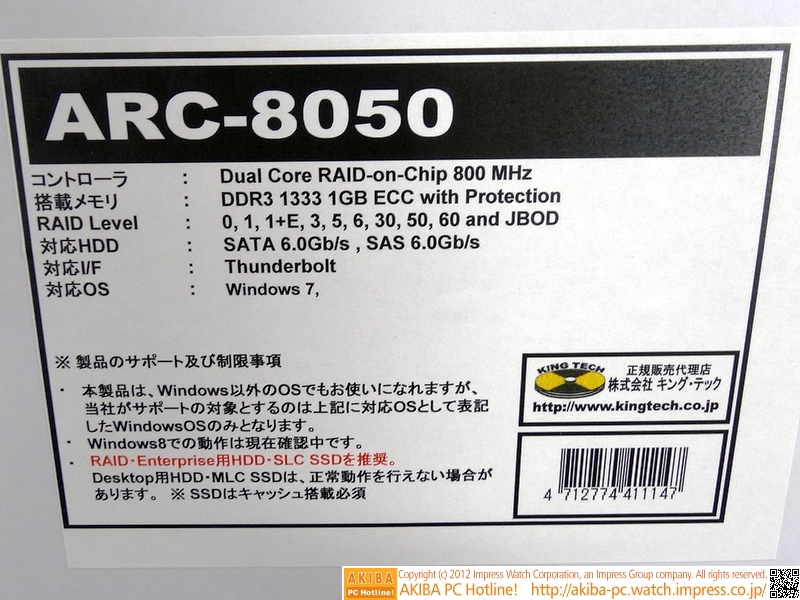 ARC-8050
コントローラ : Dual Core RAID-on-Chip 800 MHz
搭載メモリ : DDR3 1333 1GB ECC with Protection
RAID Level : 0, 1, 1+E, 3, 5, 6, 30, 50, 60 and JBOD
対応HDD : SATA 6.0Gb/s , SAS 6.0Gb/s
対応I/F : Thunderbolt
対応OS : Windows 7,
※ 製品のサポート及び制限事項
・ 本製品は、Windows以外のOSでもお使いになれますが、
当社がサポートの対象とするのは上記に対応OSとして表記
したWindowsOSのみとなります。
・ Windows8での動作は現在確認中です。
・ RAID・Enterprise用HDD・SLC SSDを推奨。
Desktop用HDD・MLC SSDは、正常動作を行えない場合が
あります。 ※ SSDはキャッシュ搭載必須
KING TECH
正規販売代理店
株式会社 キング・テック
http://www.kingtech.co.jp
4 712774 411147
AKIBA PC Hotline!
Copyright (c) 2012 Impress Watch Corporation, an Impress Group company. All rights reserved.
AKIBA PC Hotline! http://akiba-pc.watch.impress.co.jp/